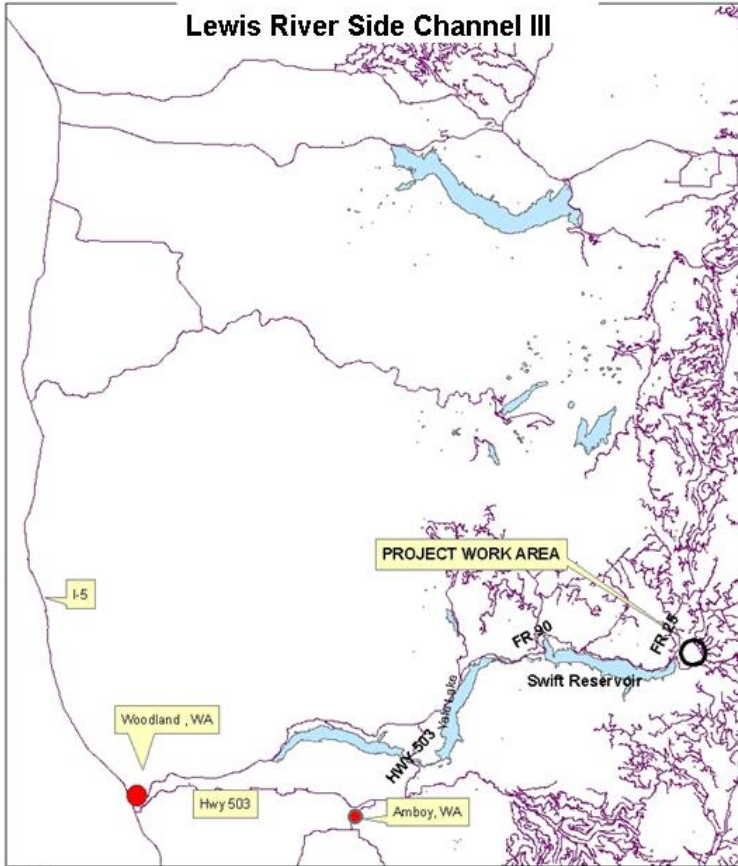 Lewis River Side Channel III
PROJECT WORK AREA
I-5
FR 25
FR 90
Swift Reservoir
Yale Lake
Woodland , WA
HWY 503
Hwy 503
Amboy, WA